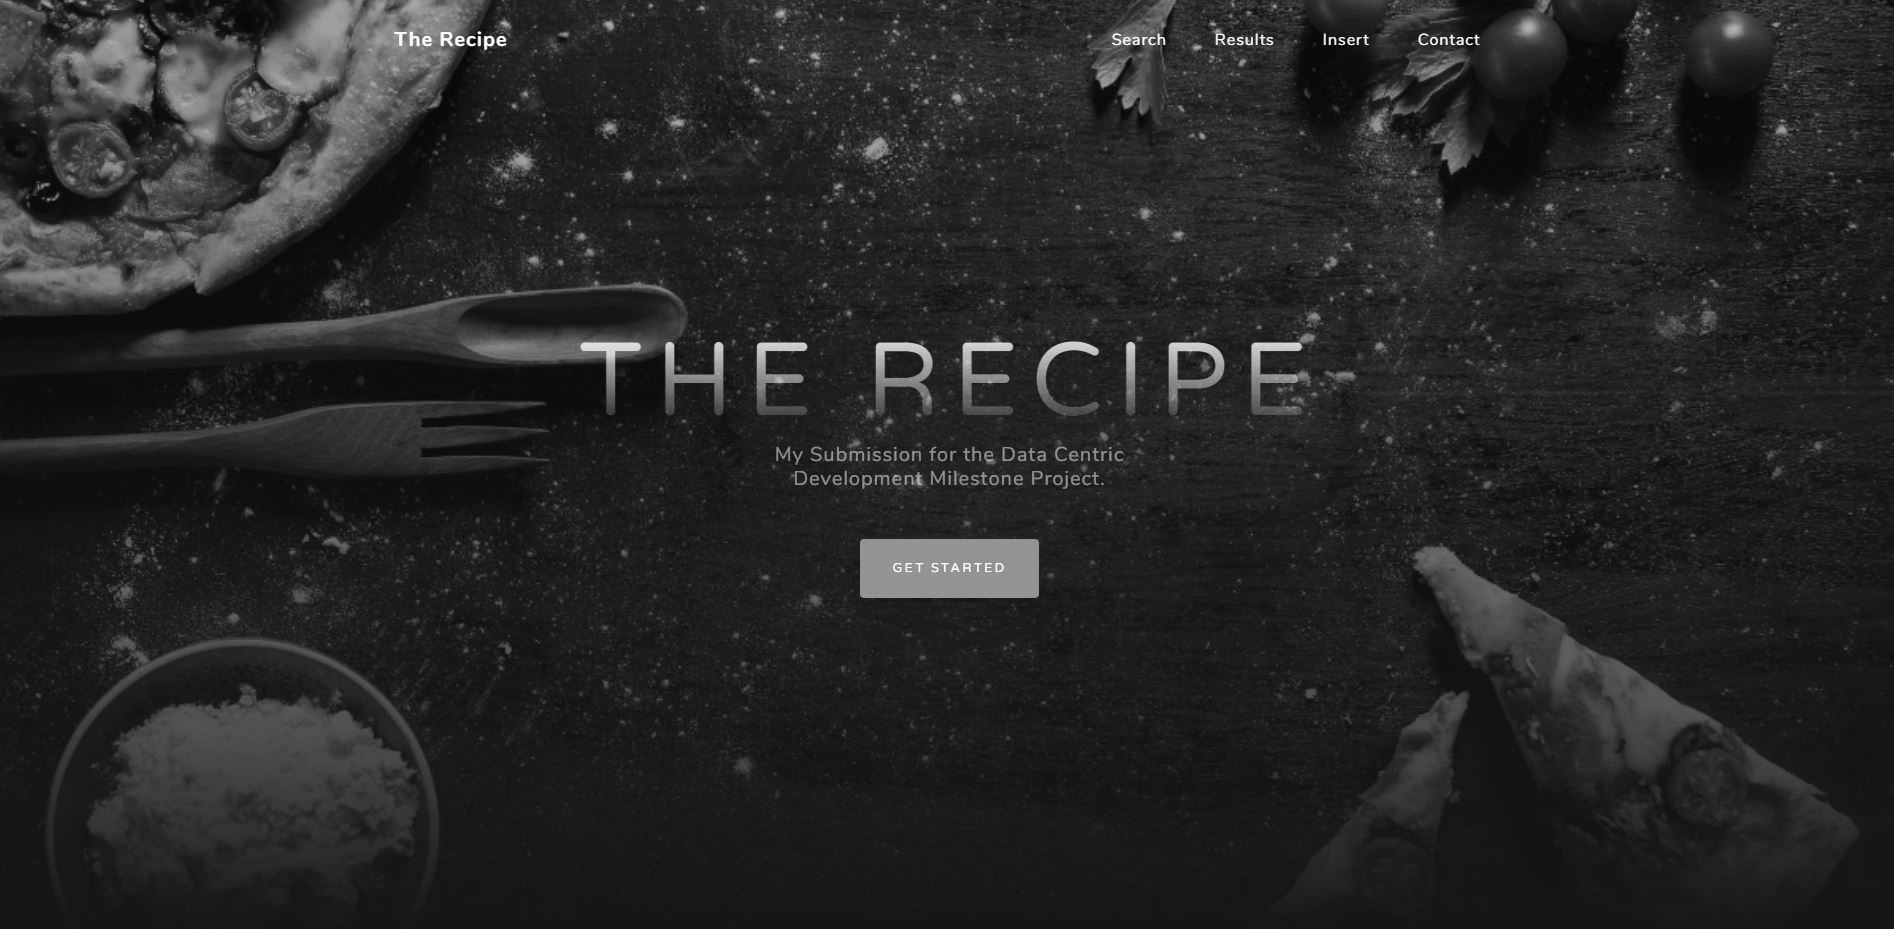 The Recipe
Search Results Insert Contact
THE RECIPE
My Submission for the Data Centric
Development Milestone Project.
GET STARTED